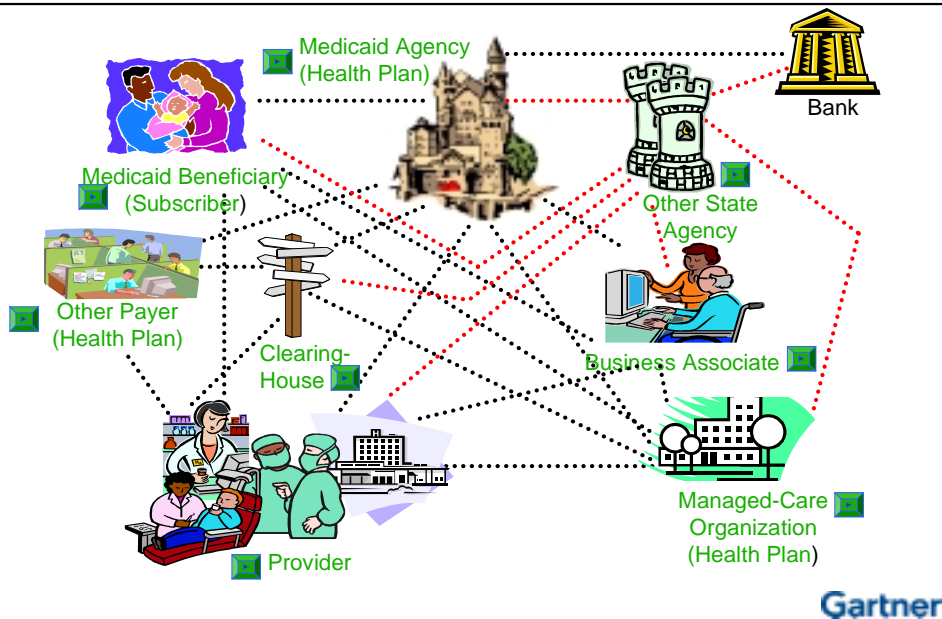 Medicaid Agency
(Health Plan)
Bank
Medicaid Beneficiary
(Subscriber)
Other State
Agency
Other Payer
(Health Plan)
Clearing-
House
Business Associate
Managed-Care
Organization
(Health Plan)
Provider
Gartner